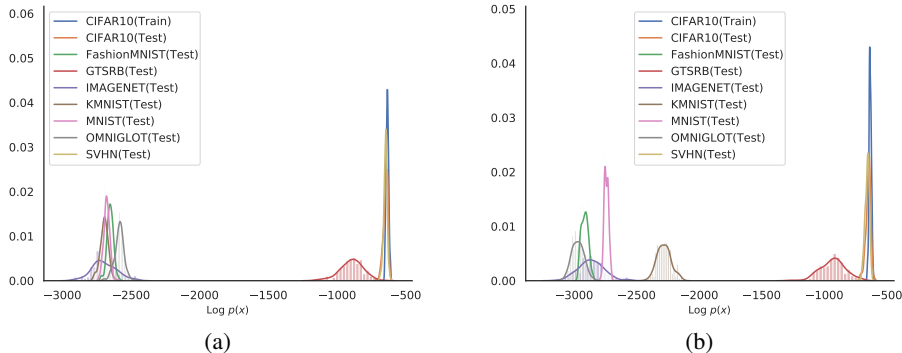 0.06
0.05
0.04
0.03
0.02
0.01
0.00
CIFAR10(Train)
CIFAR10(Test)
FashionMNIST(Test)
GTSRB(Test)
IMAGENET(Test)
KMNIST(Test)
MNIST(Test)
OMNIGLOT(Test)
SVHN(Test)
−3000 −2500 −2000 −1500 −1000 −500
Log p(x)
(a)
0.05
0.04
0.03
0.02
0.01
0.00
CIFAR10(Train)
CIFAR10(Test)
FashionMNIST(Test)
GTSRB(Test)
IMAGENET(Test)
KMNIST(Test)
MNIST(Test)
OMNIGLOT(Test)
SVHN(Test)
−3000 −2500 −2000 −1500 −1000 −500
Log p(x)
(b)